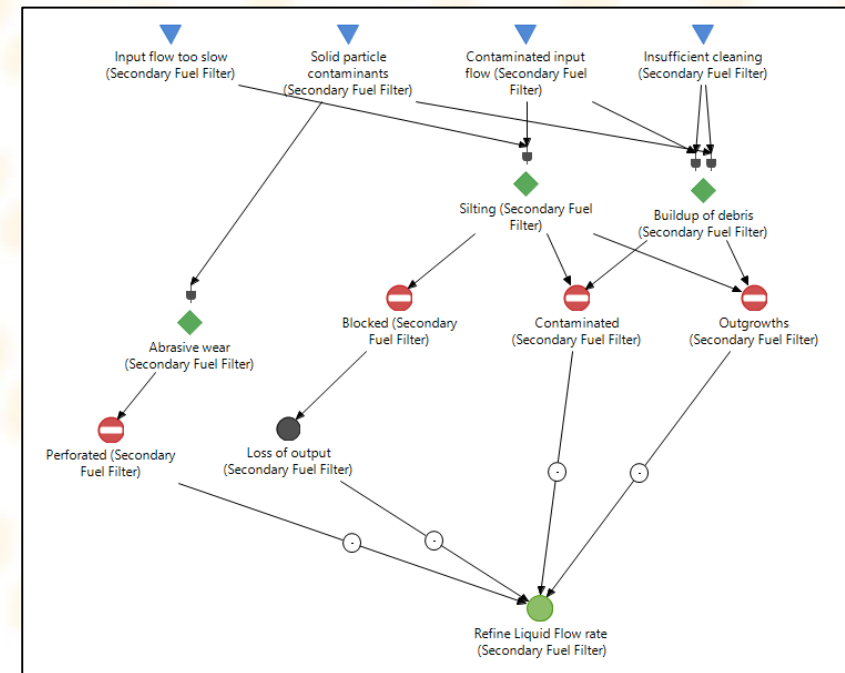 Input flow too slow
(Secondary Fuel Filter)
Solid particle
contaminants
(Secondary Fuel Filter)
Contaminated input
flow (Secondary Fuel
Filter)
Insufficient cleaning
(Secondary Fuel Filter)
Silting (Secondary Fuel
Filter)
Buildup of debris
(Secondary Fuel Filter)
Abrasive wear
(Secondary Fuel Filter)
Blocked (Secondary
Fuel Filter)
Contaminated
(Secondary Fuel Filter)
Outgrowths
(Secondary Fuel Filter)
Perforated (Secondary
Fuel Filter)
Loss of output
(Secondary Fuel Filter)
-
-
-
-
Refine Liquid Flow rate
(Secondary Fuel Filter)